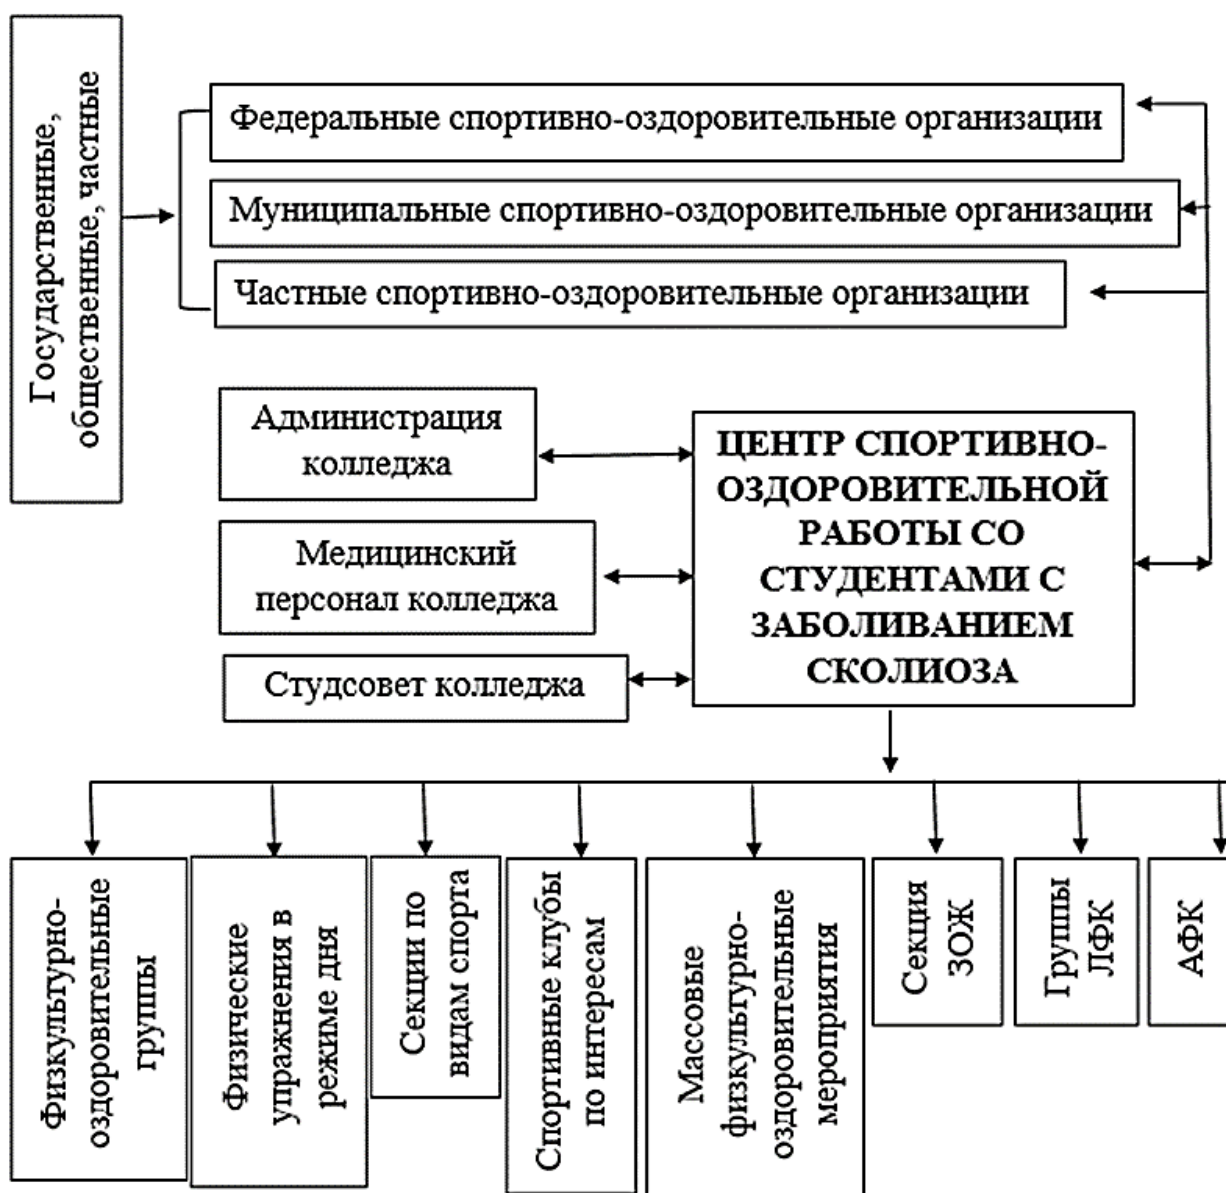 Государственные,
общественные, частные
Федеральные спортивно-оздоровительные организации
Муниципальные спортивно-оздоровительные организации
Частные спортивно-оздоровительные организации
Администрация
колледжа
Медицинский
персонал колледжа
Студсовет колледжа
ЦЕНТР СПОРТИВНО-
ОЗДОРОВИТЕЛЬНОЙ
РАБОТЫ СО
СТУДЕНТАМИ С
ЗАБОЛИВАНИЕМ
СКОЛИОЗА
Физкультурно-
оздоровительные
группы
Физические
упражнения в
режиме дня
Секции по
видам спорта
Спортивные клубы
по интересам
Массовые
физкультурно-
оздоровительные
мероприятия
Секция
ЗОЖ
Группы
ЛФК
АФК